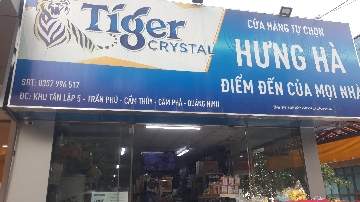 Tiger
CRYSTAL
CỬA HÀNG TỰ CHỌN
HƯNG HÀ
ĐIỂM ĐẾN CỦA MỌI NHÀ
SĐT: 0357 996 517
ĐC: KHU TÂN LẬP 5 - TRẦN PHÚ - CẨM THỦY - CẨM PHẢ - QUẢNG NINH